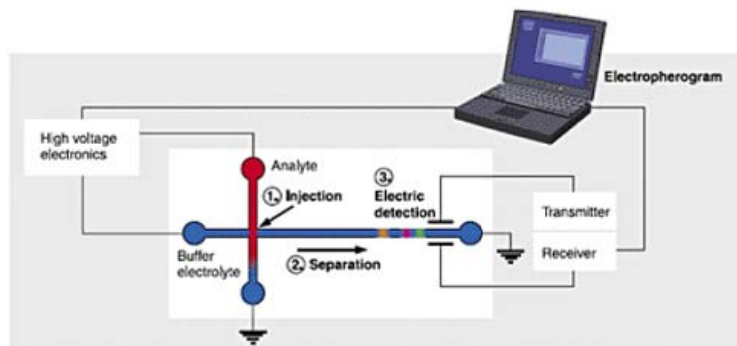 Electropherogram
High voltage
electronics
Analyte
1. Injection
3.
Electric
detection
Transmitter
Receiver
Buffer
electrolyte
2. Separation